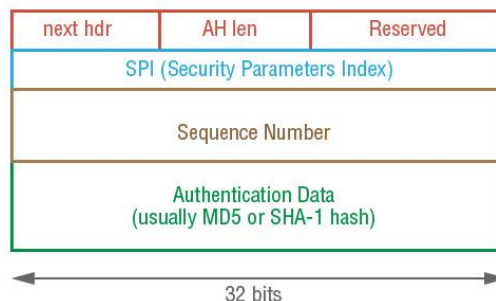 next hdr AH len Reserved
SPI (Security Parameters Index)
Sequence Number
Authentication Data
(usually MD5 or SHA-1 hash)
32 bits